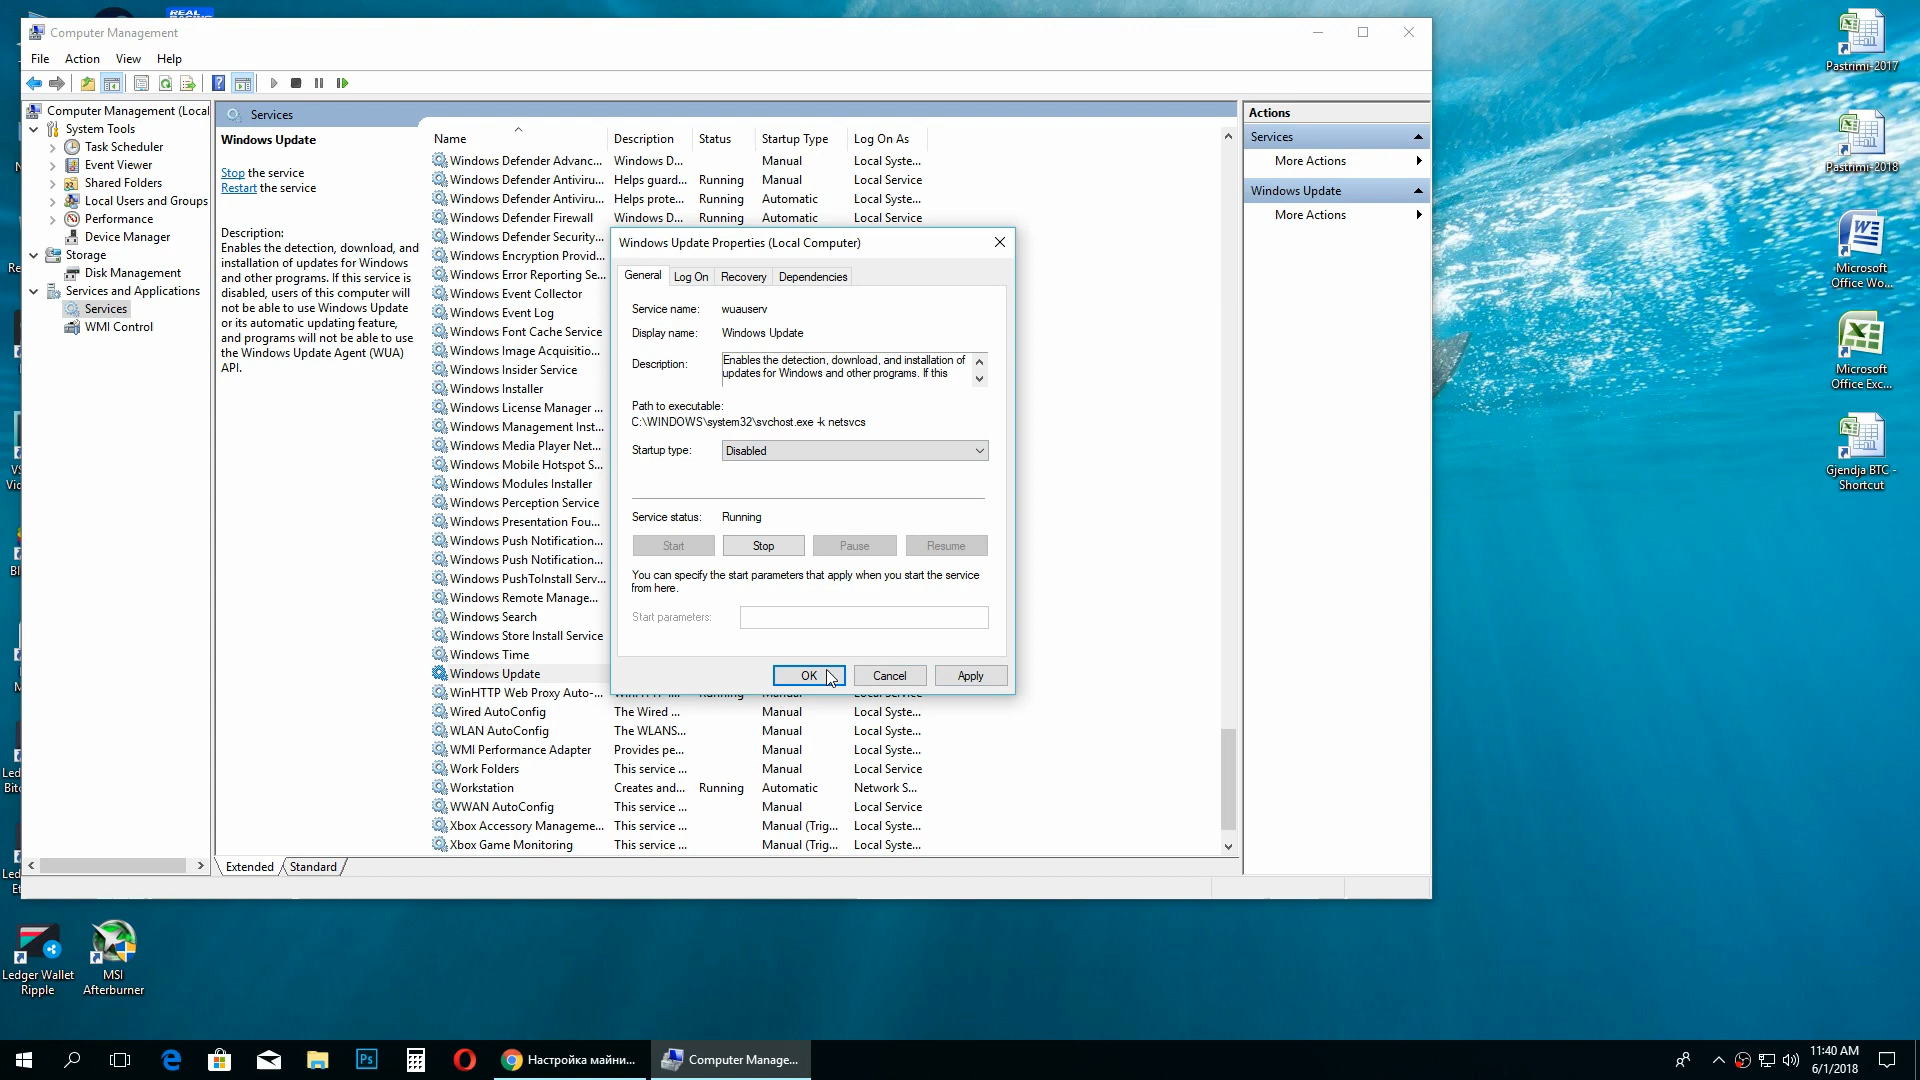 REAL
Computer Management
File Action View Help
Computer Management (Local
System Tools
Task Scheduler
Event Viewer
Shared Folders
Local Users and Groups
Performance
Device Manager
Storage
Disk Management
Services and Applications
Services
WMI Control
Services
Windows Update
Stop the service
Restart the service
Description:
Enables the detection, download, and
installation of updates for Windows
and other programs. If this service is
disabled, users of this computer will
not be able to use Windows Update
or its automatic updating feature,
and programs will not be able to use
the Windows Update Agent (WUA)
API.
Name Description Status Startup Type Log On As
Windows Defender Advanc... Windows D... Manual Local Syste...
Windows Defender Antiviru... Helps guard... Running Manual Local Service
Windows Defender Antiviru... Helps prote... Running Automatic Local Syste...
Windows Defender Firewall Windows D... Running Automatic Local Service
Windows Defender Security...
Windows Encryption Provid...
Windows Error Reporting Se...
Windows Event Collector
Windows Event Log
Windows Font Cache Service
Windows Image Acquisitio...
Windows Insider Service
Windows Installer
Windows License Manager ...
Windows Management Inst...
Windows Media Player Net...
Windows Mobile Hotspot S...
Windows Modules Installer
Windows Perception Service
Windows Presentation Fou...
Windows Push Notification...
Windows Push Notification...
Windows PushToInstall Serv...
Windows Remote Manage...
Windows Search
Windows Store Install Service
Windows Time
Windows Update
WinHTTP Web Proxy Auto-... WinHTTP i... Running Manual Local Service
Wired AutoConfig The Wired ... Manual Local Syste...
WLAN AutoConfig The WLANS... Manual Local Syste...
WMI Performance Adapter Provides pe... Manual Local Syste...
Work Folders This service ... Manual Local Service
Workstation Creates and... Running Automatic Network S...
WWAN AutoConfig This service ... Manual Local Service
Xbox Accessory Manageme... This service ... Manual (Trig... Local Syste...
Xbox Game Monitoring This service ... Manual (Trig... Local Syste...
Extended Standard
Windows Update Properties (Local Computer)
General Log On Recovery Dependencies
Service name: wuauserv
Display name: Windows Update
Description: Enables the detection, download, and installation of
updates for Windows and other programs. If this
Path to executable:
C:\WINDOWS\system32\svchost.exe -k netsvcs
Startup type: Disabled
Service status: Running
Start Stop Pause Resume
You can specify the start parameters that apply when you start the service
from here.
Start parameters:
OK Cancel Apply
Actions
Services
More Actions
Windows Update
More Actions
Pastrimi-2017
Pastrimi-2018
Microsoft
Office Wo...
Microsoft
Office Exc...
Gjendja BTC -
Shortcut
Ledger Wallet
Ripple
MSI
Afterburner
Ps
Настройка майни...
Computer Manage...
11:40 AM
6/1/2018